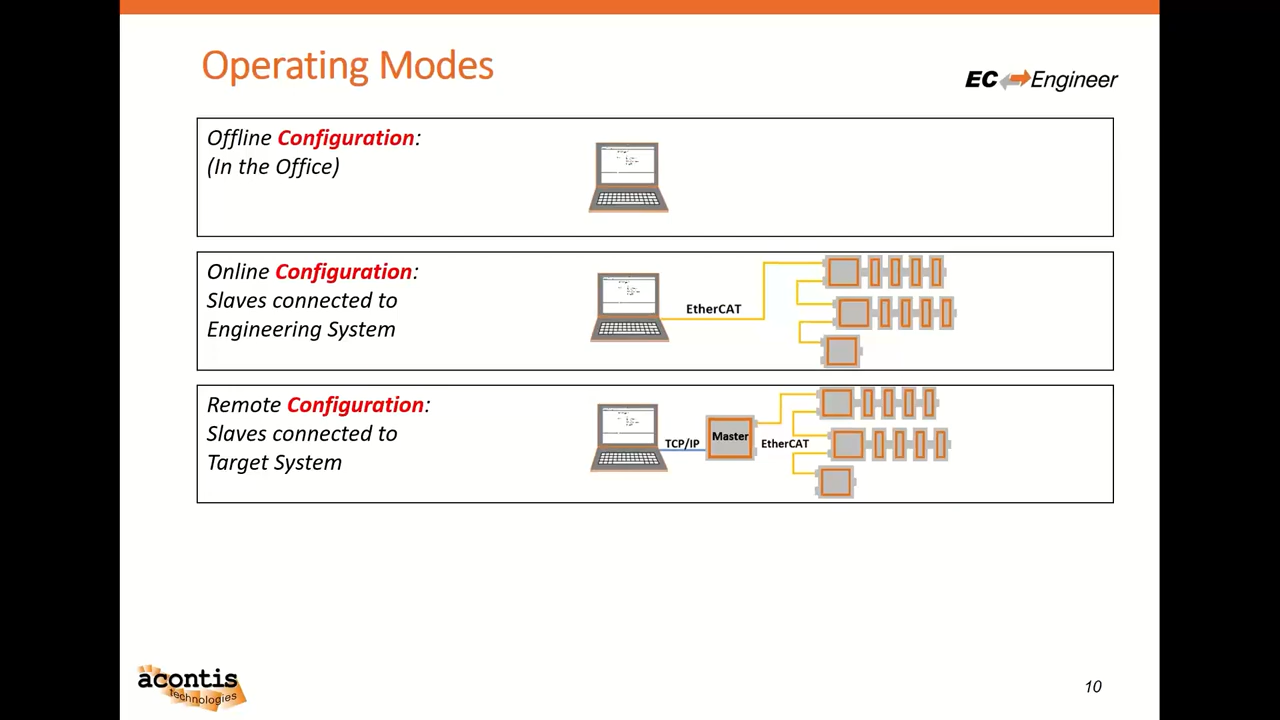 Operating Modes
EC Engineer
Offline Configuration:
(In the Office)
Online Configuration:
Slaves connected to
Engineering System
EtherCAT
Remote Configuration:
Slaves connected to
Target System
TCP/IP
Master
EtherCAT
acontis
technologies
10